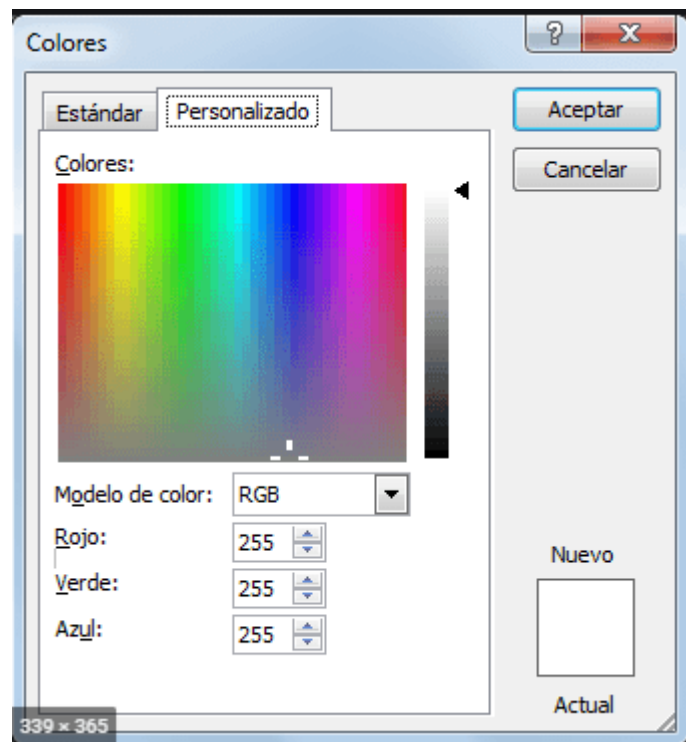 Colores
?
X
Estándar
Personalizado
Aceptar
Cancelar
Colores:
Modelo de color: RGB
Rojo: 255
Verde: 255
Azul: 255
Nuevo
Actual
339 × 365